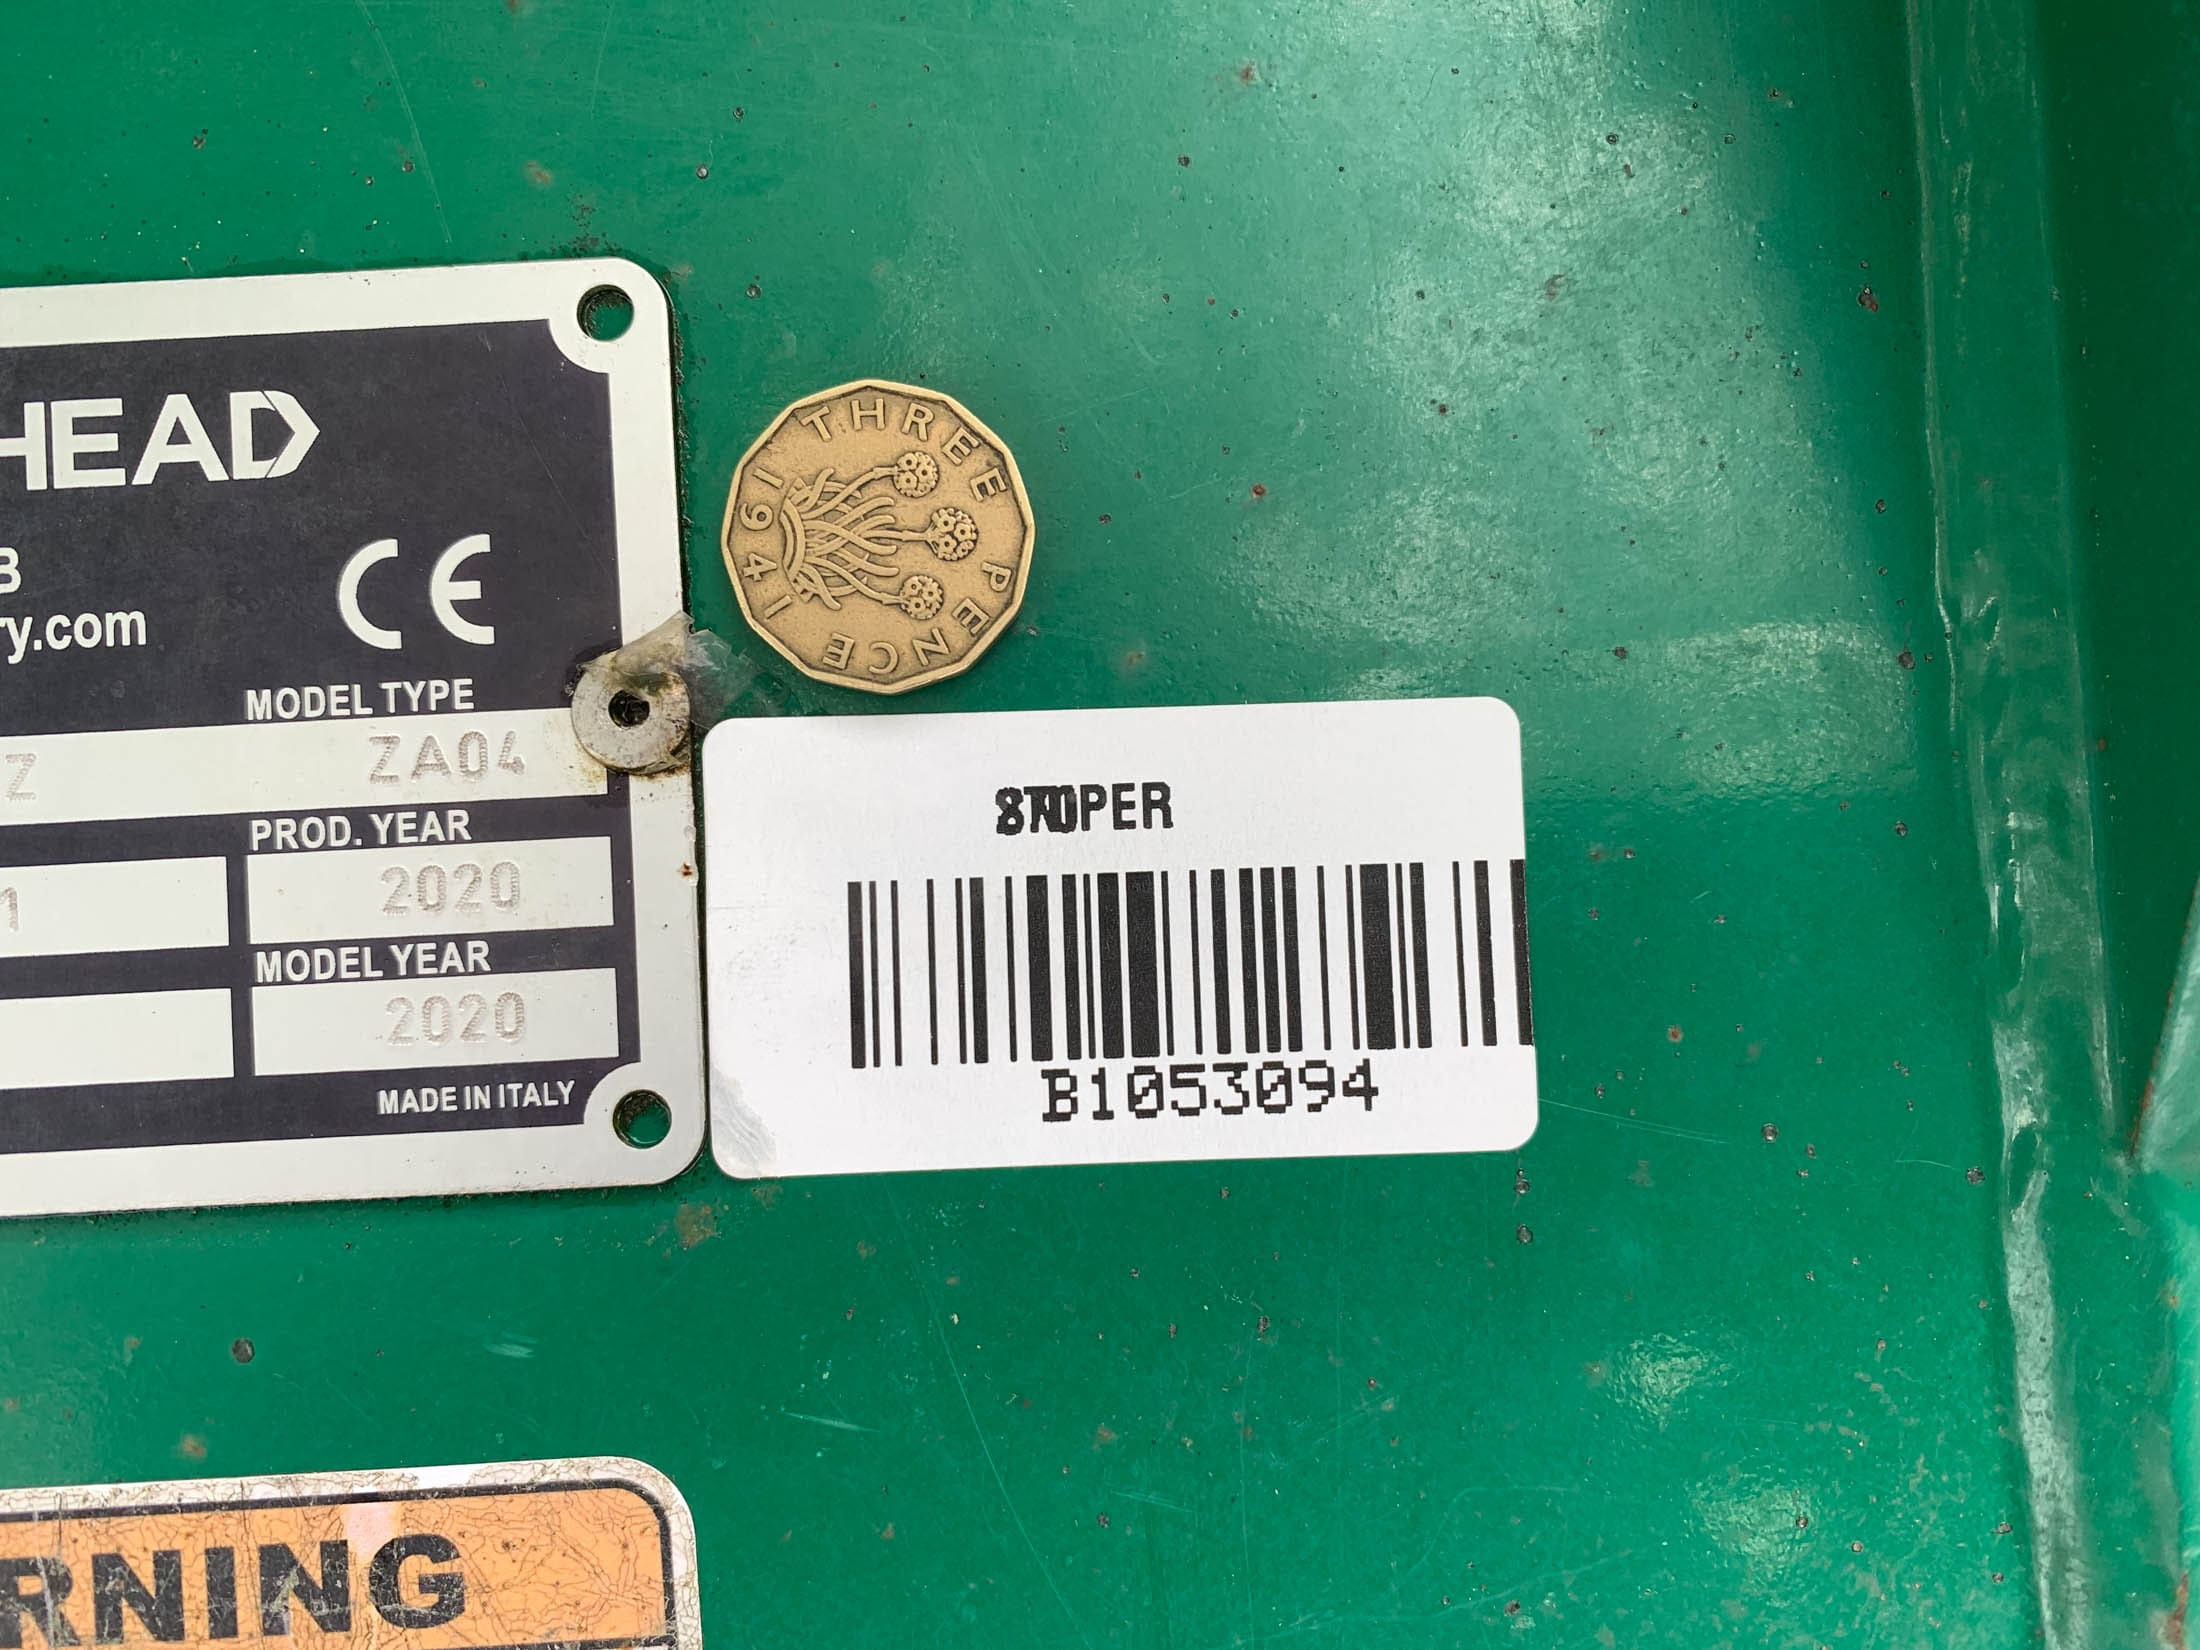 HEAD
B
ry.com
CE
MODEL TYPE
Z
ZA04
PROD. YEAR
1
2020
MODEL YEAR
2020
MADE IN ITALY
THREE PENCE
1941
B1053094
RNING